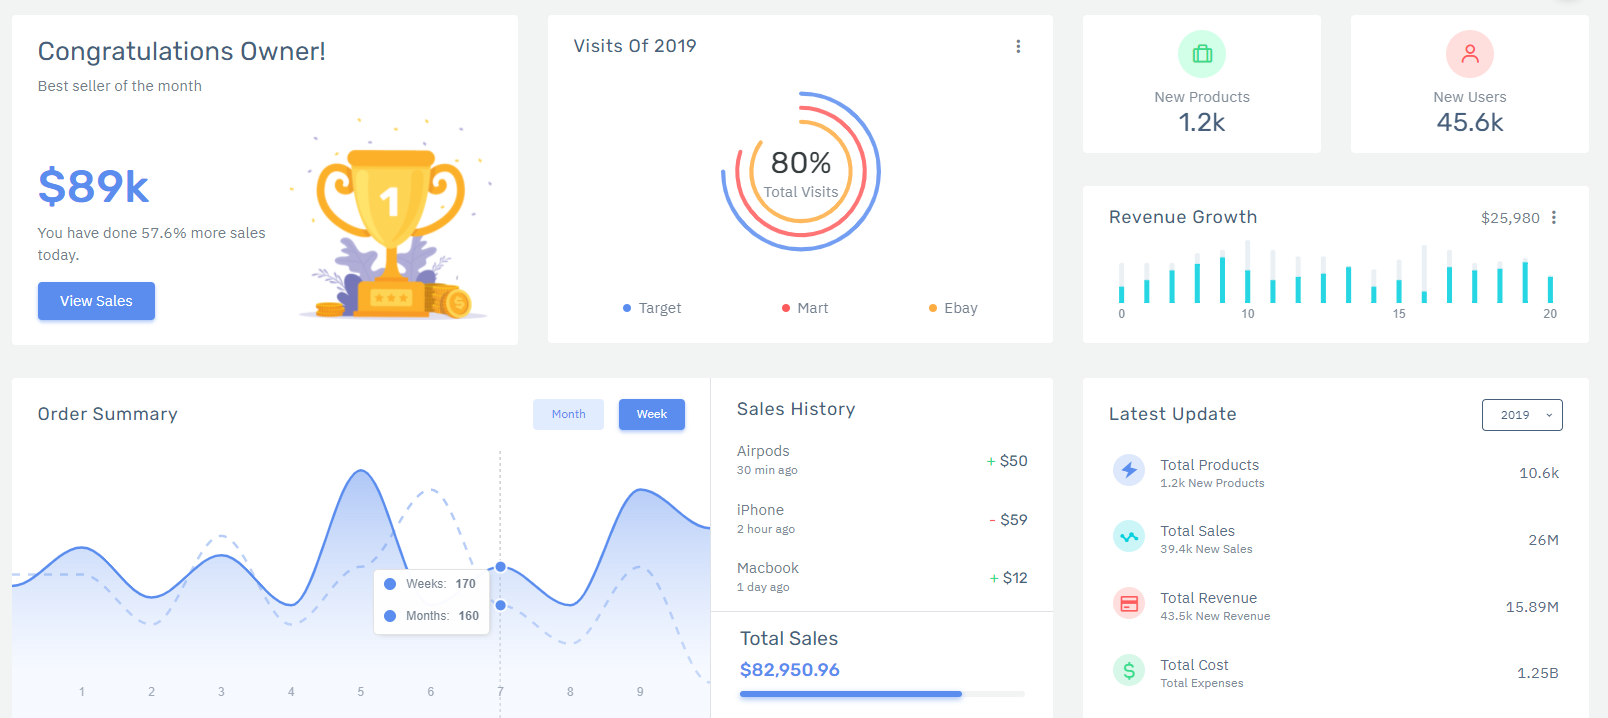 Congratulations Owner!
Best seller of the month
$89k
You have done 57.6% more sales
today.
View Sales
1
Visits Of 2019
80%
Total Visits
Target
Mart
Ebay
New Products
1.2k
New Users
45.6k
Revenue Growth
$25,980
0 10 15 20
Order Summary
Month
Week
Weeks: 170
Months: 160
1 2 3 4 5 6 7 8 9
Sales History
Airpods
30 min ago
+ $50
iPhone
2 hour ago
- $59
Macbook
1 day ago
+ $12
Total Sales
$82,950.96
Latest Update
2019
Total Products
1.2k New Products
10.6k
Total Sales
39.4k New Sales
26M
Total Revenue
43.5k New Revenue
15.89M
Total Cost
Total Expenses
1.25B